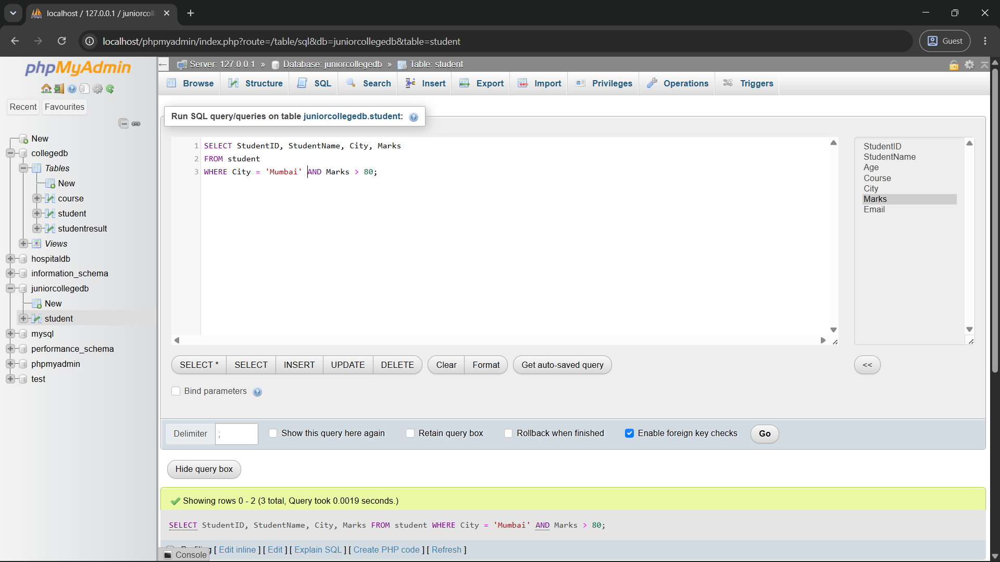 localhost / 127.0.0.1 / juniorcoll
localhost/phpmyadmin/index.php?route=/table/sql&db=juniorcollegedb&table=student
Guest
phpMyAdmin
Recent
Favourites
New
collegedb
Tables
New
course
student
studentresult
Views
hospitaldb
information_schema
juniorcollegedb
New
student
mysql
performance_schema
phpmyadmin
test
Server: 127.0.0.1 » Database: juniorcollegedb » Table: student
Browse Structure SQL Search Insert Export Import Privileges Operations Triggers
Run SQL query/queries on table juniorcollegedb.student:
1 SELECT StudentID, StudentName, City, Marks
2 FROM student
3 WHERE City = 'Mumbai' AND Marks > 80;
StudentID
StudentName
Age
Course
City
Marks
Email
SELECT * SELECT INSERT UPDATE DELETE Clear Format Get auto-saved query <<
Bind parameters
Delimiter ; Show this query here again Retain query box Rollback when finished Enable foreign key checks Go
Hide query box
Showing rows 0 - 2 (3 total, Query took 0.0019 seconds.)
SELECT StudentID, StudentName, City, Marks FROM student WHERE City = 'Mumbai' AND Marks > 80;
[ Edit inline ] [ Edit ] [ Explain SQL ] [ Create PHP code ] [ Refresh ]
Console